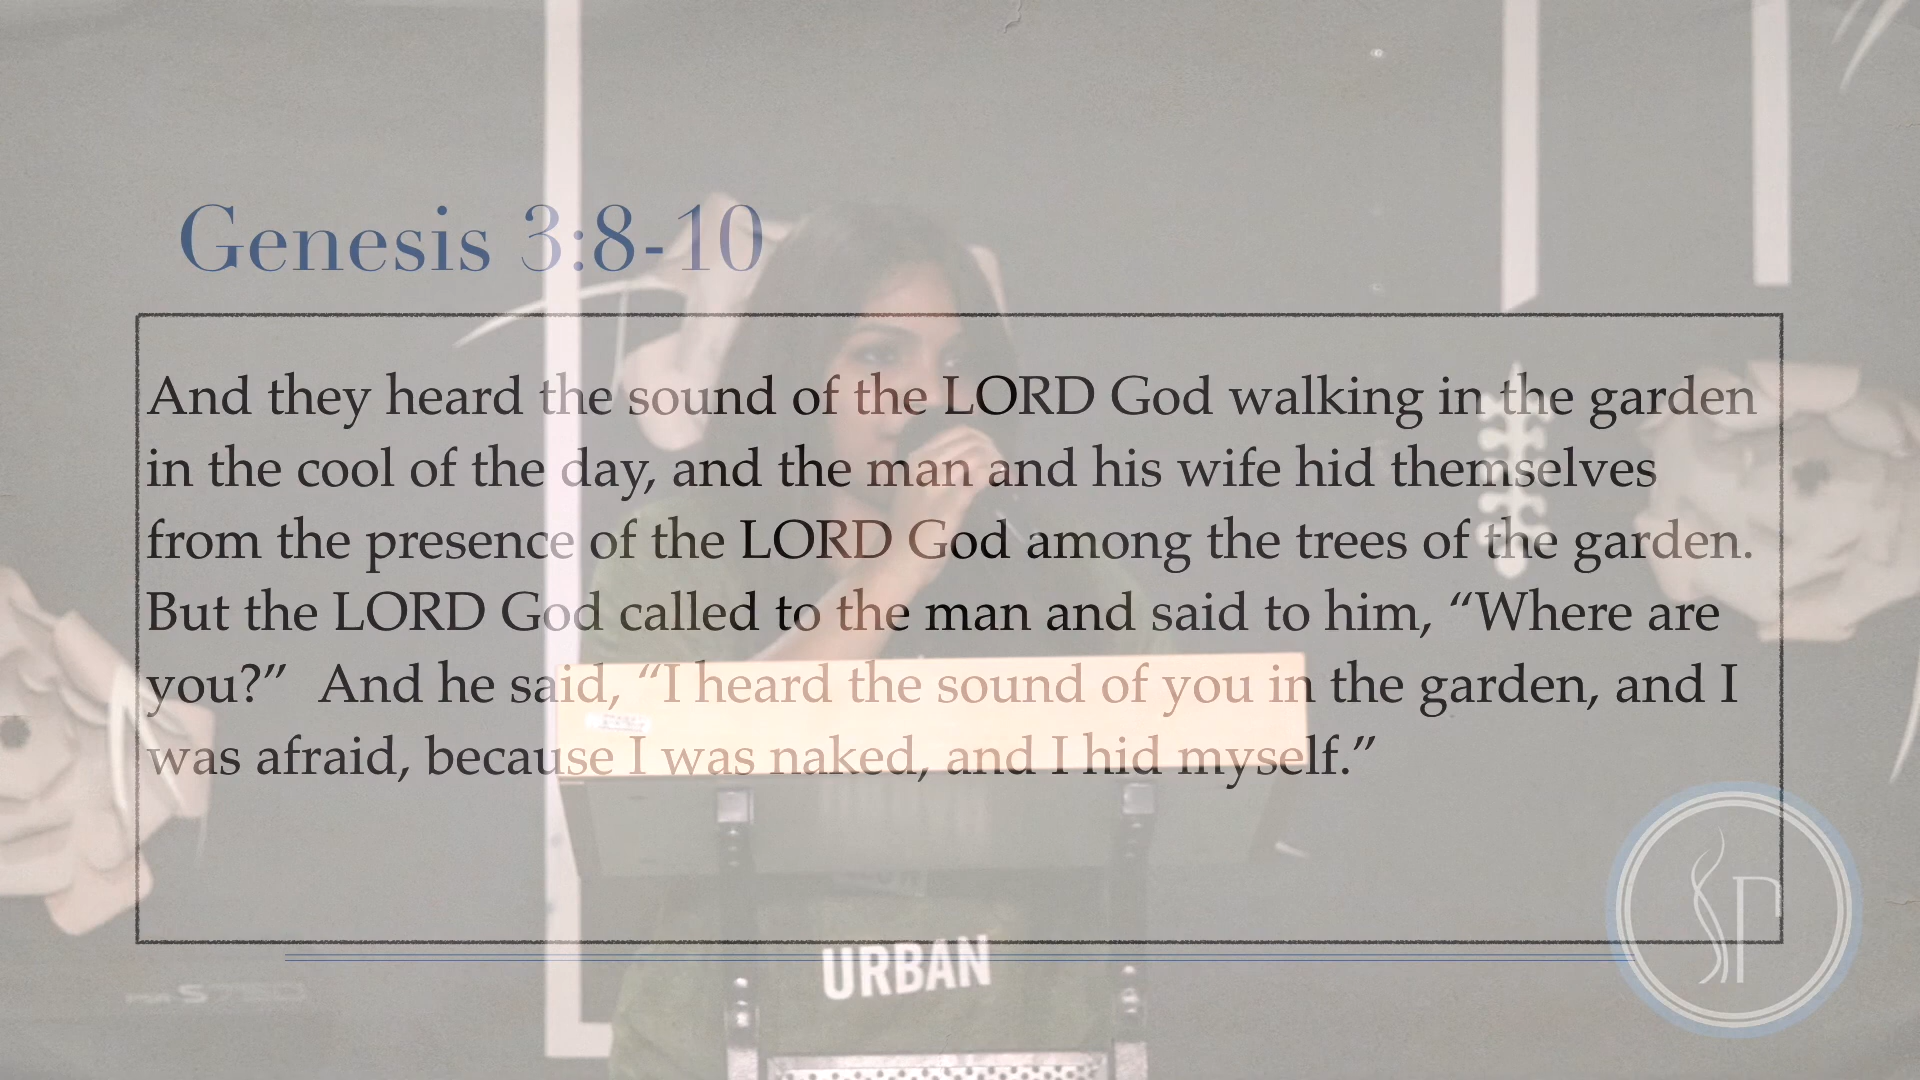 Genesis 3:8-10
And they heard the sound of the LORD God walking in the garden
in the cool of the day, and the man and his wife hid themselves
from the presence of the LORD God among the trees of the garden.
But the LORD God called to the man and said to him, “Where are
you?”  And he said, “I heard the sound of you in the garden, and I
was afraid, because I was naked, and I hid myself.”
URBAN